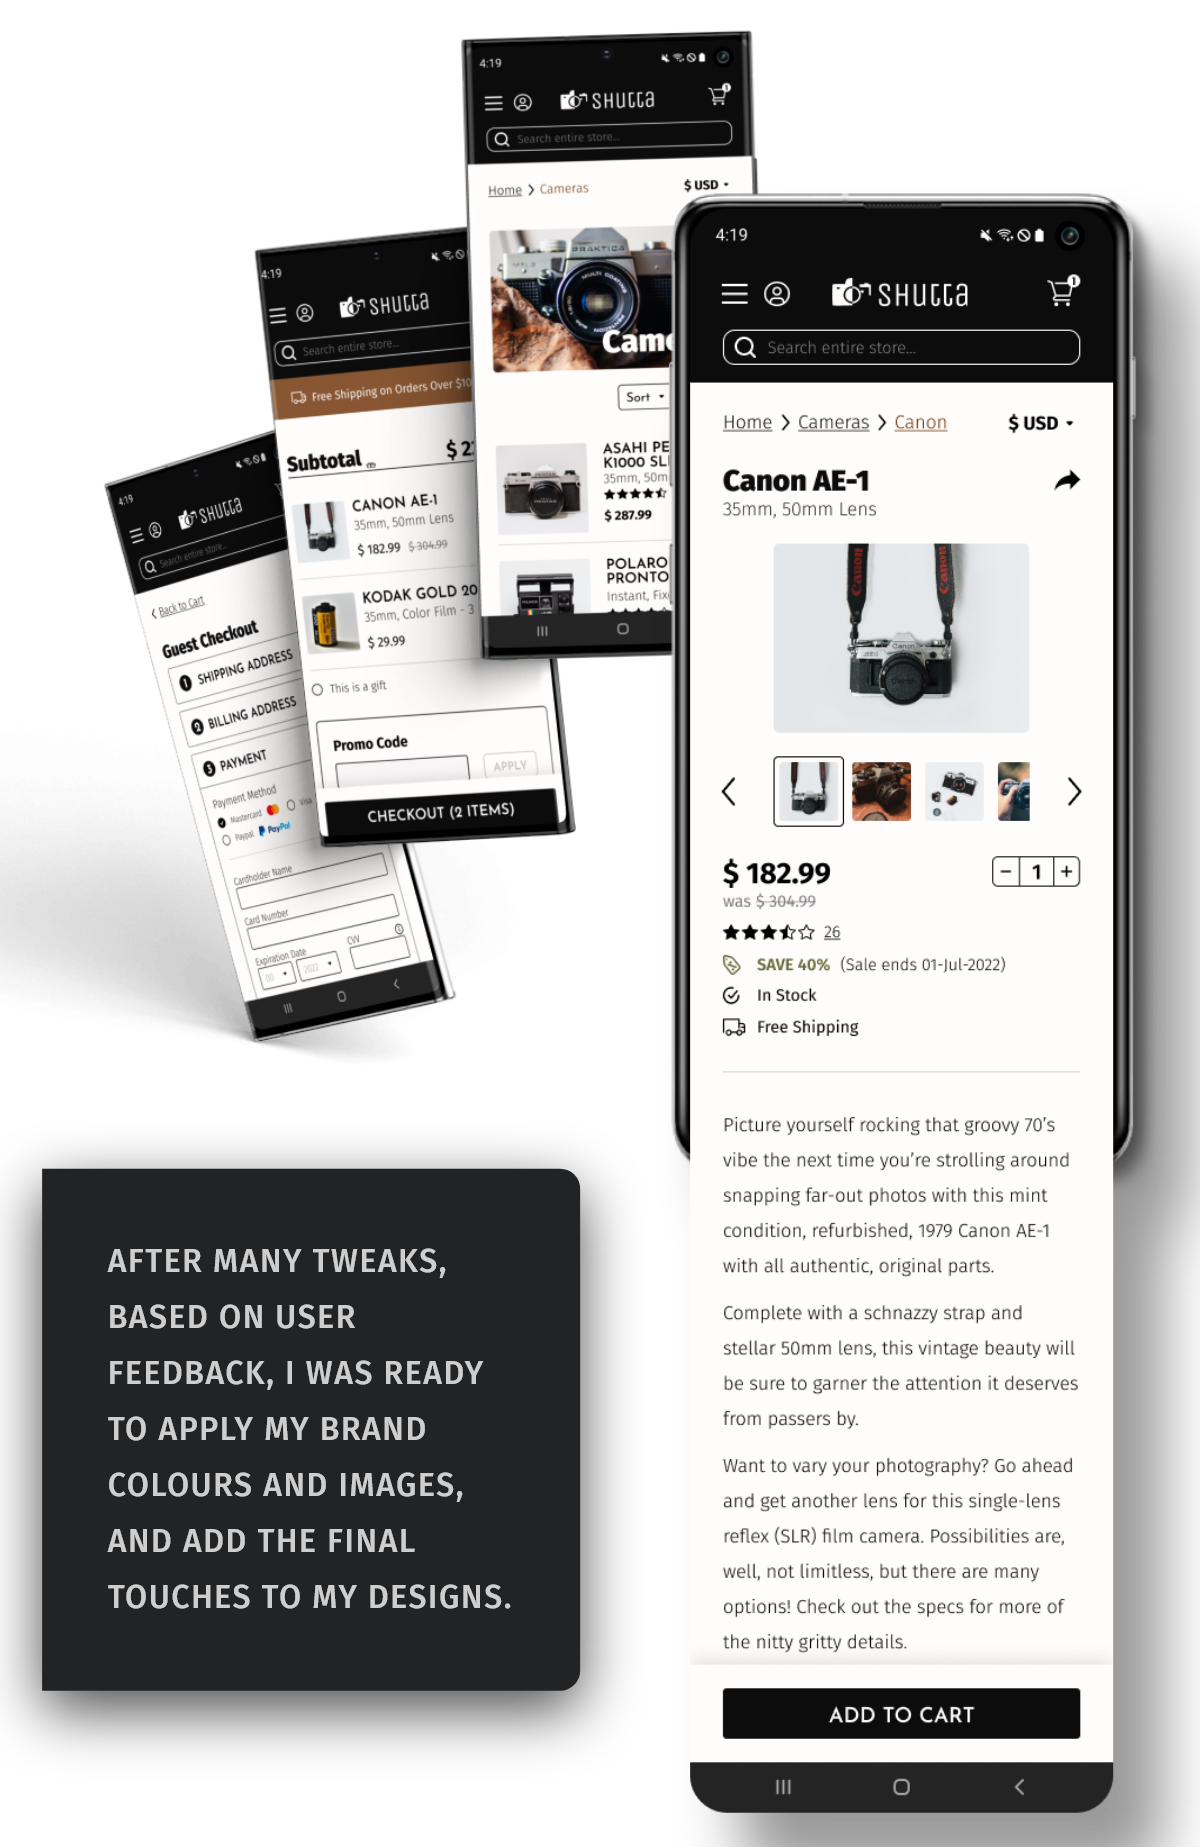 4:19
SHUTTA
1
Search entire store...
Home > Cameras
$ USD
PRAKTICA
MULTI COATING
Came
Sort
ASAHI PE
K1000 SL
35mm, 50m
$ 287.99
POLARO
PRONTO
Instant, Fix
4:19
SHUTTA
Search entire store...
Free Shipping on Orders Over $10
Subtotal
$ 2
CANON AE-1
35mm, 50mm Lens
$ 182.99 $ 304.99
KODAK GOLD 20
35mm, Color Film - 3
$ 29.99
This is a gift
Promo Code
APPLY
CHECKOUT (2 ITEMS)
4:19
SHUTTA
Search entire store...
< Back to Cart
Guest Checkout
1 SHIPPING ADDRESS
2 BILLING ADDRESS
3 PAYMENT
Payment Method
Mastercard
Visa
Paypal PayPal
Cardholder Name
Card Number
Expiration Date
CVV
00
2022
4:19
SHUTTA
1
Search entire store...
Home > Cameras > Canon
$ USD
Canon AE-1
35mm, 50mm Lens
Canon
Canon
Canon
$ 182.99
− 1 +
was $ 304.99
26
SAVE 40% (Sale ends 01-Jul-2022)
In Stock
Free Shipping
Picture yourself rocking that groovy 70's
vibe the next time you're strolling around
snapping far-out photos with this mint
condition, refurbished, 1979 Canon AE-1
with all authentic, original parts.
Complete with a schnazzy strap and
stellar 50mm lens, this vintage beauty will
be sure to garner the attention it deserves
from passers by.
Want to vary your photography? Go ahead
and get another lens for this single-lens
reflex (SLR) film camera. Possibilities are,
well, not limitless, but there are many
options! Check out the specs for more of
the nitty gritty details.
ADD TO CART
AFTER MANY TWEAKS,
BASED ON USER
FEEDBACK, I WAS READY
TO APPLY MY BRAND
COLOURS AND IMAGES,
AND ADD THE FINAL
TOUCHES TO MY DESIGNS.